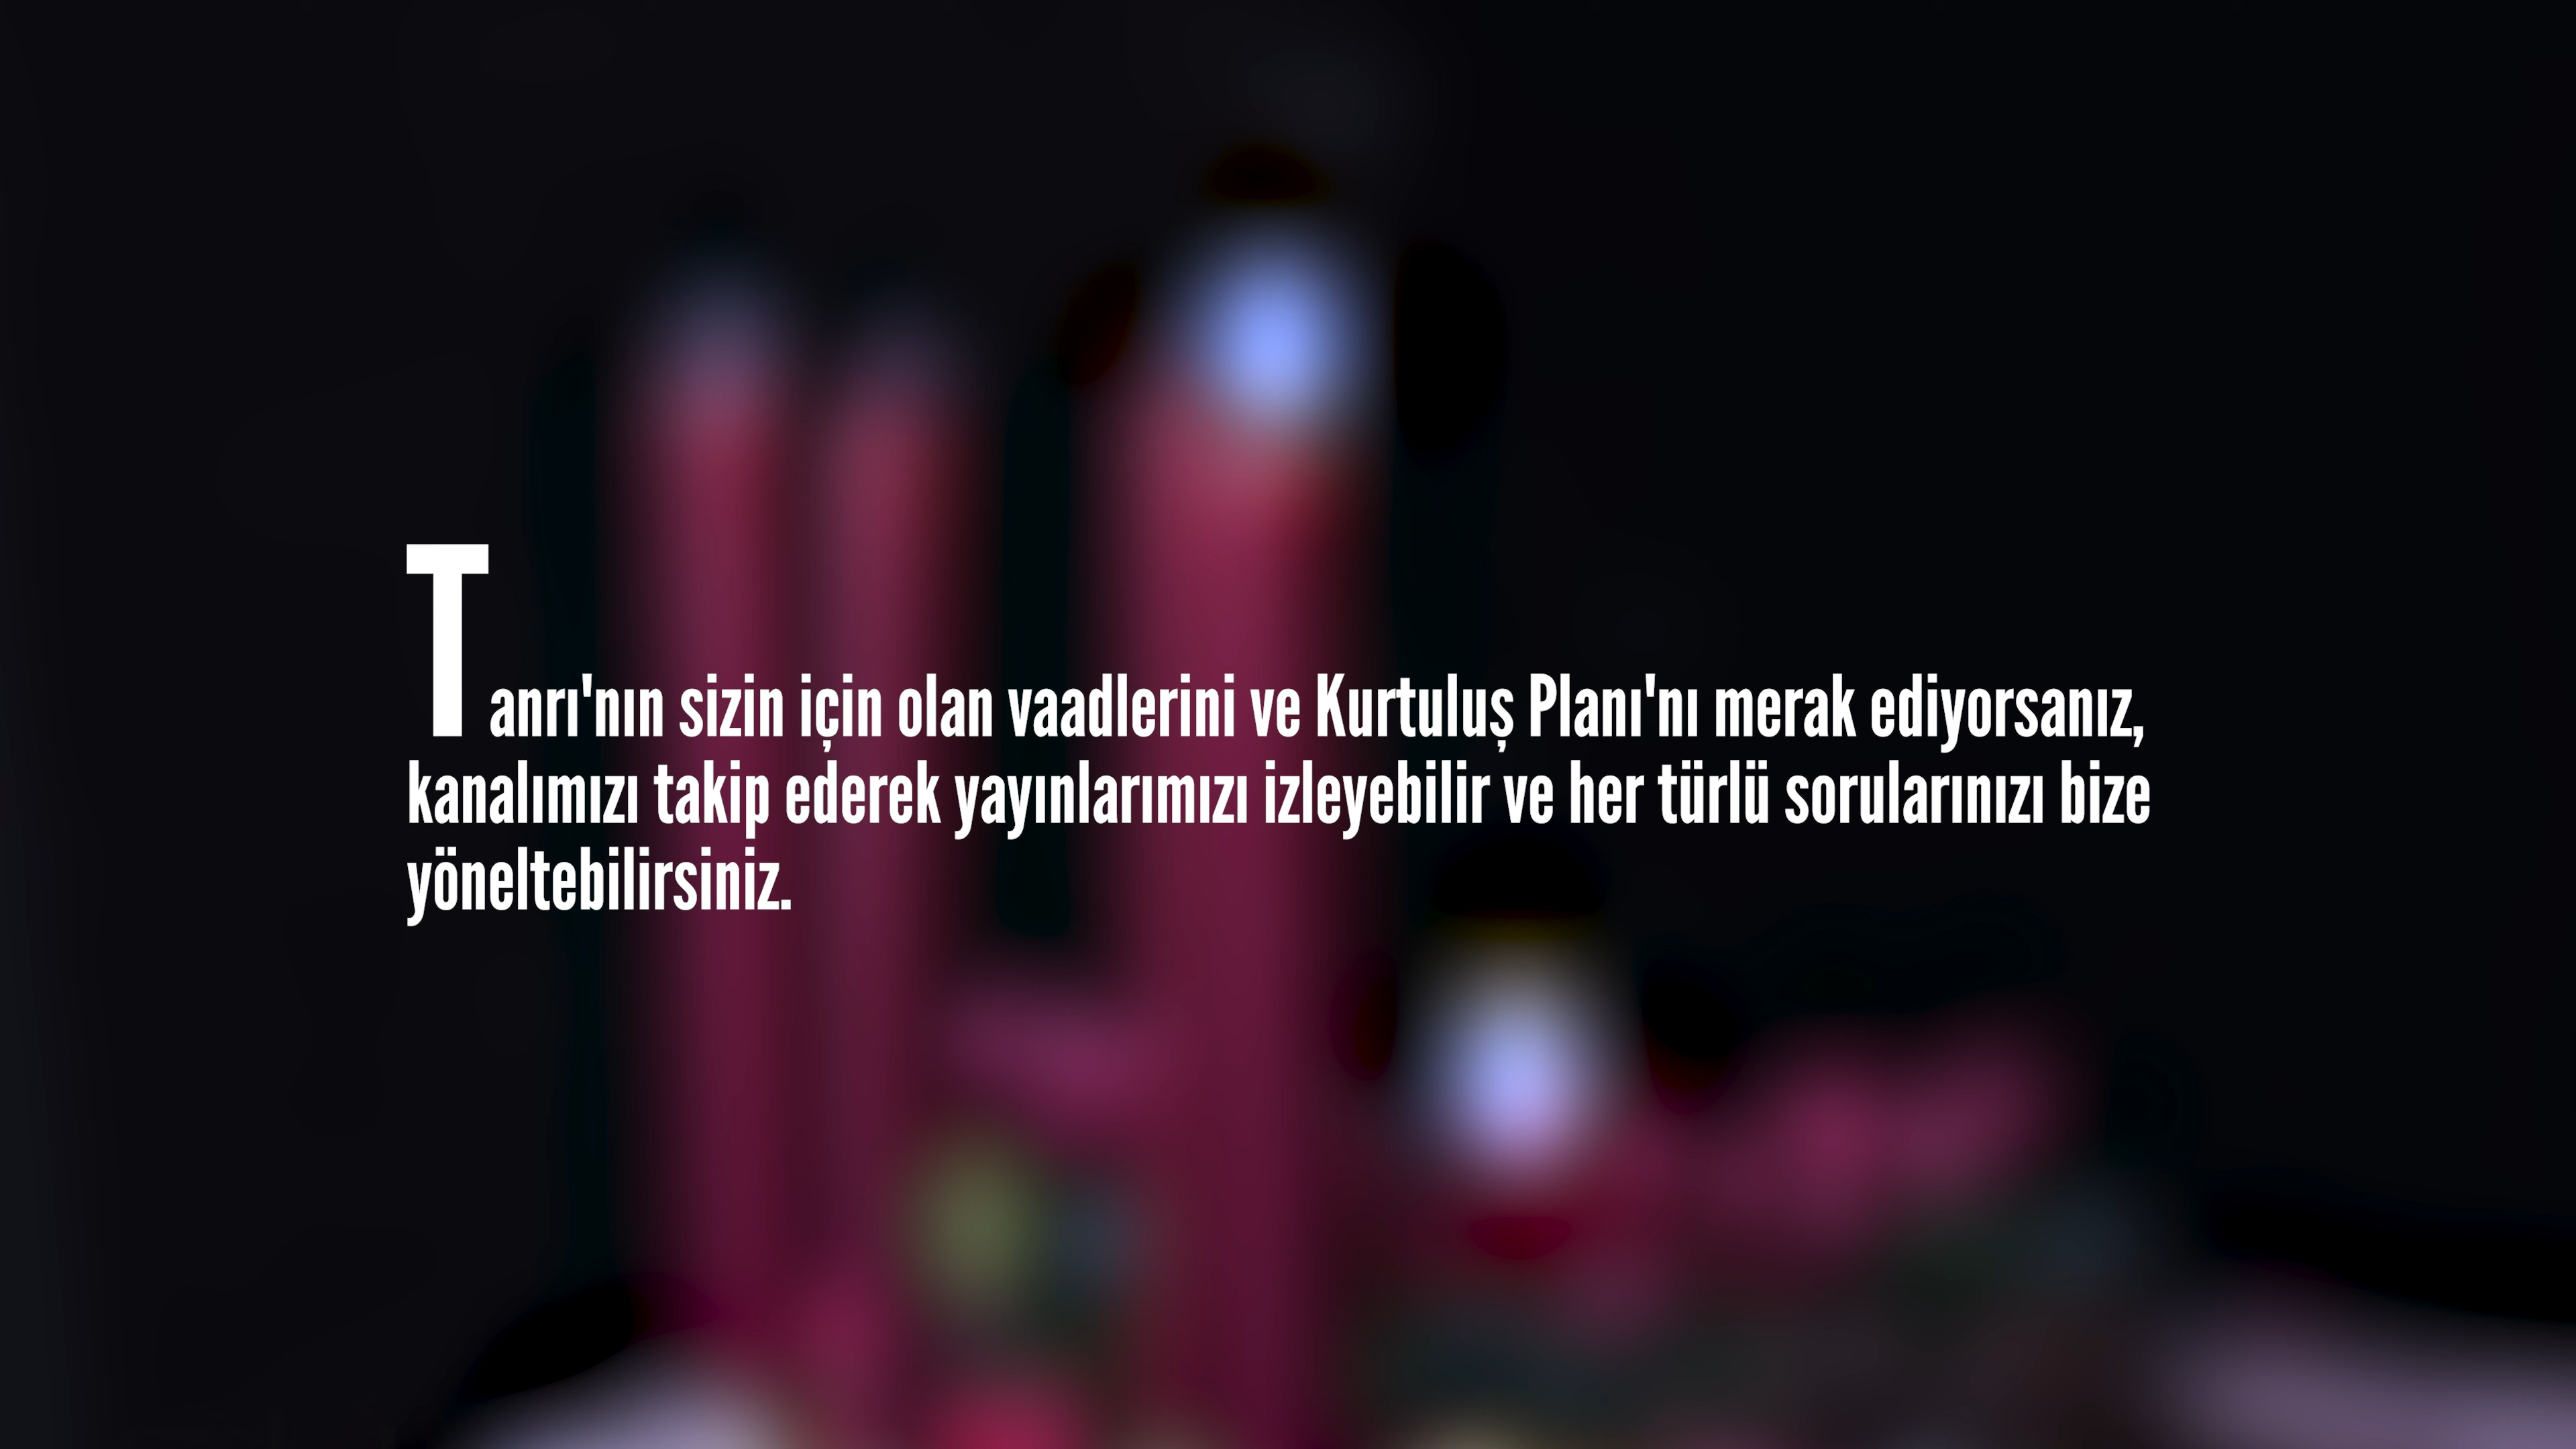 Tanrı'nın sizin için olan vaadlerini ve Kurtuluş Planı'nı merak ediyorsanız,
kanalımızı takip ederek yayınlarımızı izleyebilir ve her türlü sorularınızı bize
yöneltebilirsiniz.